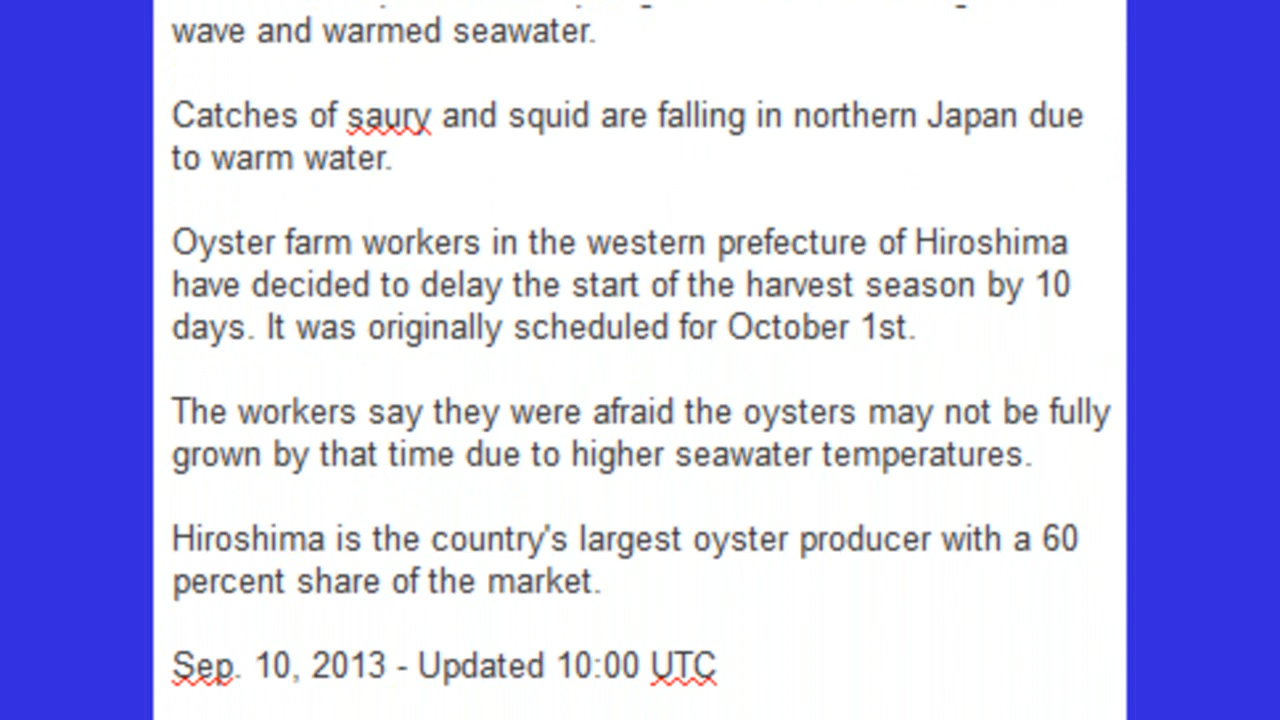 wave and warmed seawater.
Catches of saury and squid are falling in northern Japan due
to warm water.
Oyster farm workers in the western prefecture of Hiroshima
have decided to delay the start of the harvest season by 10
days. It was originally scheduled for October 1st.
The workers say they were afraid the oysters may not be fully
grown by that time due to higher seawater temperatures.
Hiroshima is the country's largest oyster producer with a 60
percent share of the market.
Sep. 10, 2013 - Updated 10:00 UTC